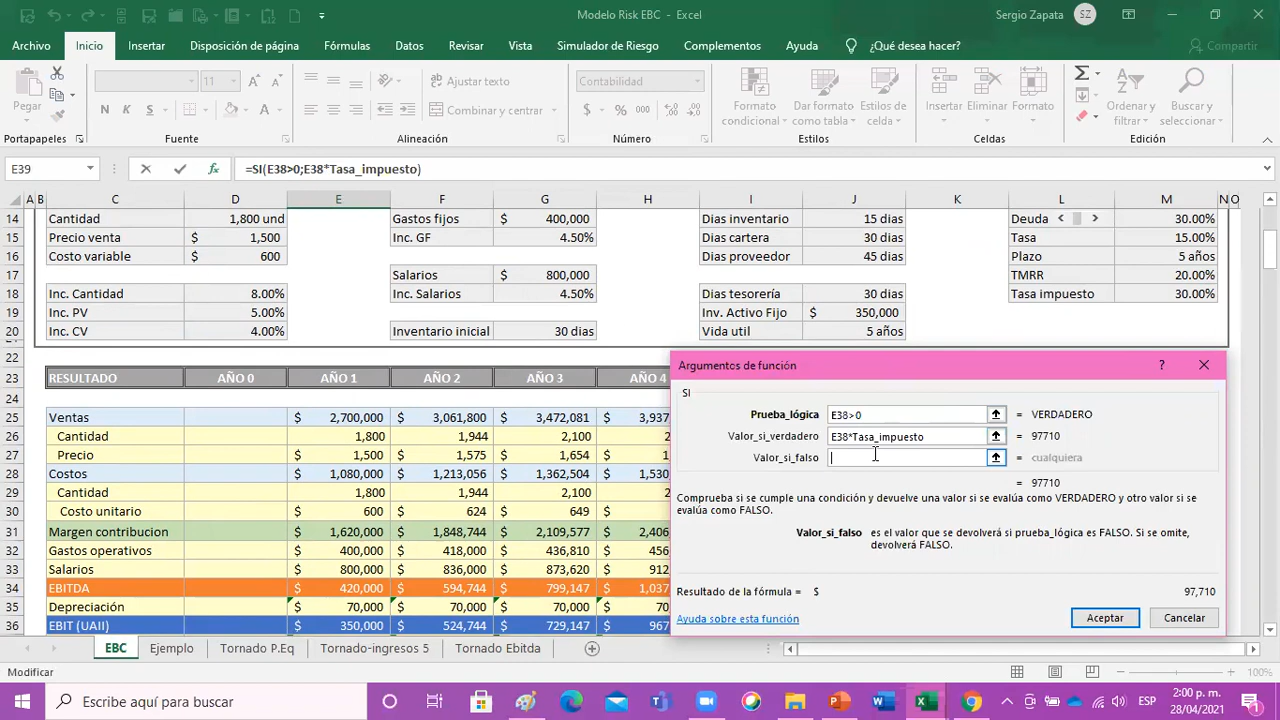 Modelo Risk EBC - Excel
Sergio Zapata SZ
Archivo Inicio Insertar Disposición de página Fórmulas Datos Revisar Vista Simulador de Riesgo Complementos Ayuda ¿Qué desea hacer? Compartir
Pegar
N K S
11
Ajustar texto
Combinar y centrar
Contabilidad
$ % 000
Formato condicional
Dar formato como tabla
Estilos de celda
Insertar Eliminar Formato
Ordenar y filtrar
Buscar y seleccionar
Portapapeles Fuente Alineación Número Estilos Celdas Edición
E39 fx =SI(E38>0;E38*Tasa_impuesto)
A B C D E F G H I J K L M N O
14 Cantidad 1,800 und Gastos fijos $ 400,000 Dias inventario 15 dias Deuda < > 30.00%
15 Precio venta $ 1,500 Inc. GF 4.50% Dias cartera 30 dias Tasa 15.00%
16 Costo variable $ 600 Dias proveedor 45 dias Plazo 5 años
17 Salarios $ 800,000 TMRR 20.00%
18 Inc. Cantidad 8.00% Inc. Salarios 4.50% Dias tesorería 30 dias Tasa impuesto 30.00%
19 Inc. PV 5.00% Inv. Activo Fijo $ 350,000
20 Inc. CV 4.00% Inventario inicial 30 dias Vida util 5 años
22
23 RESULTADO AÑO 0 AÑO 1 AÑO 2 AÑO 3 AÑO 4
24
25 Ventas $ 2,700,000 $ 3,061,800 $ 3,472,081 $ 3,937
26 Cantidad 1,800 1,944 2,100
27 Precio $ 1,500 $ 1,575 $ 1,654 $ 1
28 Costos $ 1,080,000 $ 1,213,056 $ 1,362,504 $ 1,530
29 Cantidad 1,800 1,944 2,100
30 Costo unitario $ 600 $ 624 $ 649 $
31 Margen contribucion $ 1,620,000 $ 1,848,744 $ 2,109,577 $ 2,406
32 Gastos operativos $ 400,000 $ 418,000 $ 436,810 $ 456
33 Salarios $ 800,000 $ 836,000 $ 873,620 $ 912
34 EBITDA $ 420,000 $ 594,744 $ 799,147 $ 1,037
35 Depreciación $ 70,000 $ 70,000 $ 70,000 $ 70
36 EBIT (UAII) $ 350,000 $ 524,744 $ 729,147 $ 967
Argumentos de función ?
SI
Prueba_lógica E38>0 = VERDADERO
Valor_si_verdadero E38*Tasa_impuesto = 97710
Valor_si_falso = cualquiera
= 97710
Comprueba si se cumple una condición y devuelve una valor si se evalúa como VERDADERO y otro valor si se
evalúa como FALSO.
Valor_si_falso es el valor que se devolverá si prueba_lógica es FALSO. Si se omite,
devolverá FALSO.
Resultado de la fórmula = $ 97,710
Ayuda sobre esta función Aceptar Cancelar
EBC Ejemplo Tornado P.Eq Tornado-ingresos 5 Tornado Ebitda
Modificar 100%
Escribe aquí para buscar ESP 2:00 p. m.
28/04/2021